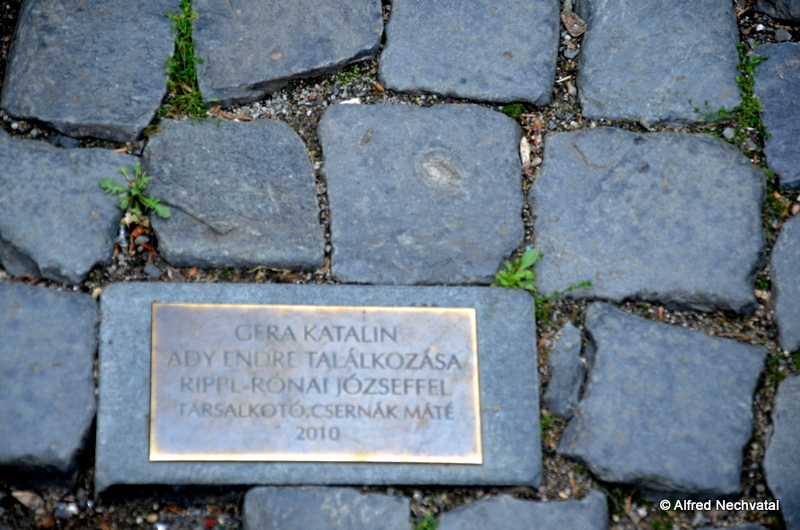 GERA KATALIN
ADY ENDRE TALÁLKOZÁSA
RIPPL-RÓNAI JÓZSEFFEL
TÁRSALKOTÓ,CSERNÁK MÁTÉ
2010
© Alfred Nechvatal